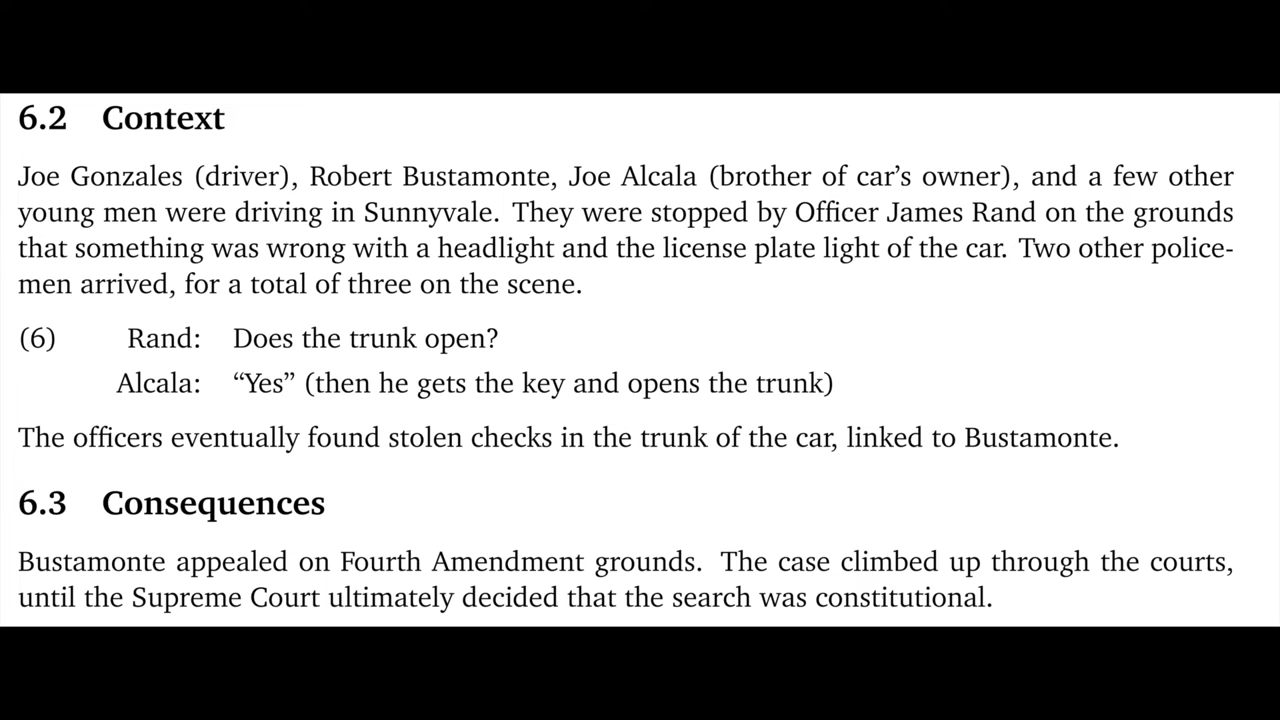 6.2 Context
Joe Gonzales (driver), Robert Bustamonte, Joe Alcala (brother of car’s owner), and a few other
young men were driving in Sunnyvale. They were stopped by Officer James Rand on the grounds
that something was wrong with a headlight and the license plate light of the car. Two other police-
men arrived, for a total of three on the scene.
(6) Rand: Does the trunk open?
Alcala: “Yes” (then he gets the key and opens the trunk)
The officers eventually found stolen checks in the trunk of the car, linked to Bustamonte.
6.3 Consequences
Bustamonte appealed on Fourth Amendment grounds. The case climbed up through the courts,
until the Supreme Court ultimately decided that the search was constitutional.